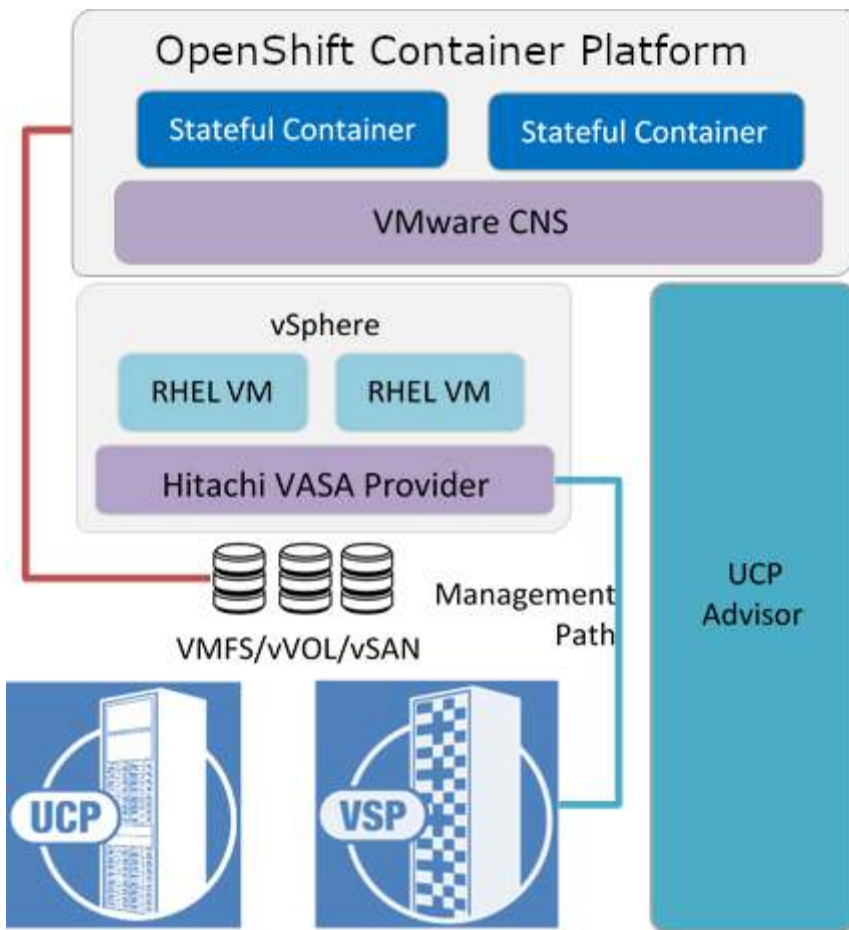 OpenShift Container Platform
Stateful Container
Stateful Container
VMware CNS
vSphere
RHEL VM
RHEL VM
Hitachi VASA Provider
Management
Path
VMFS/vVOL/vSAN
UCP
Advisor
UCP
VSP